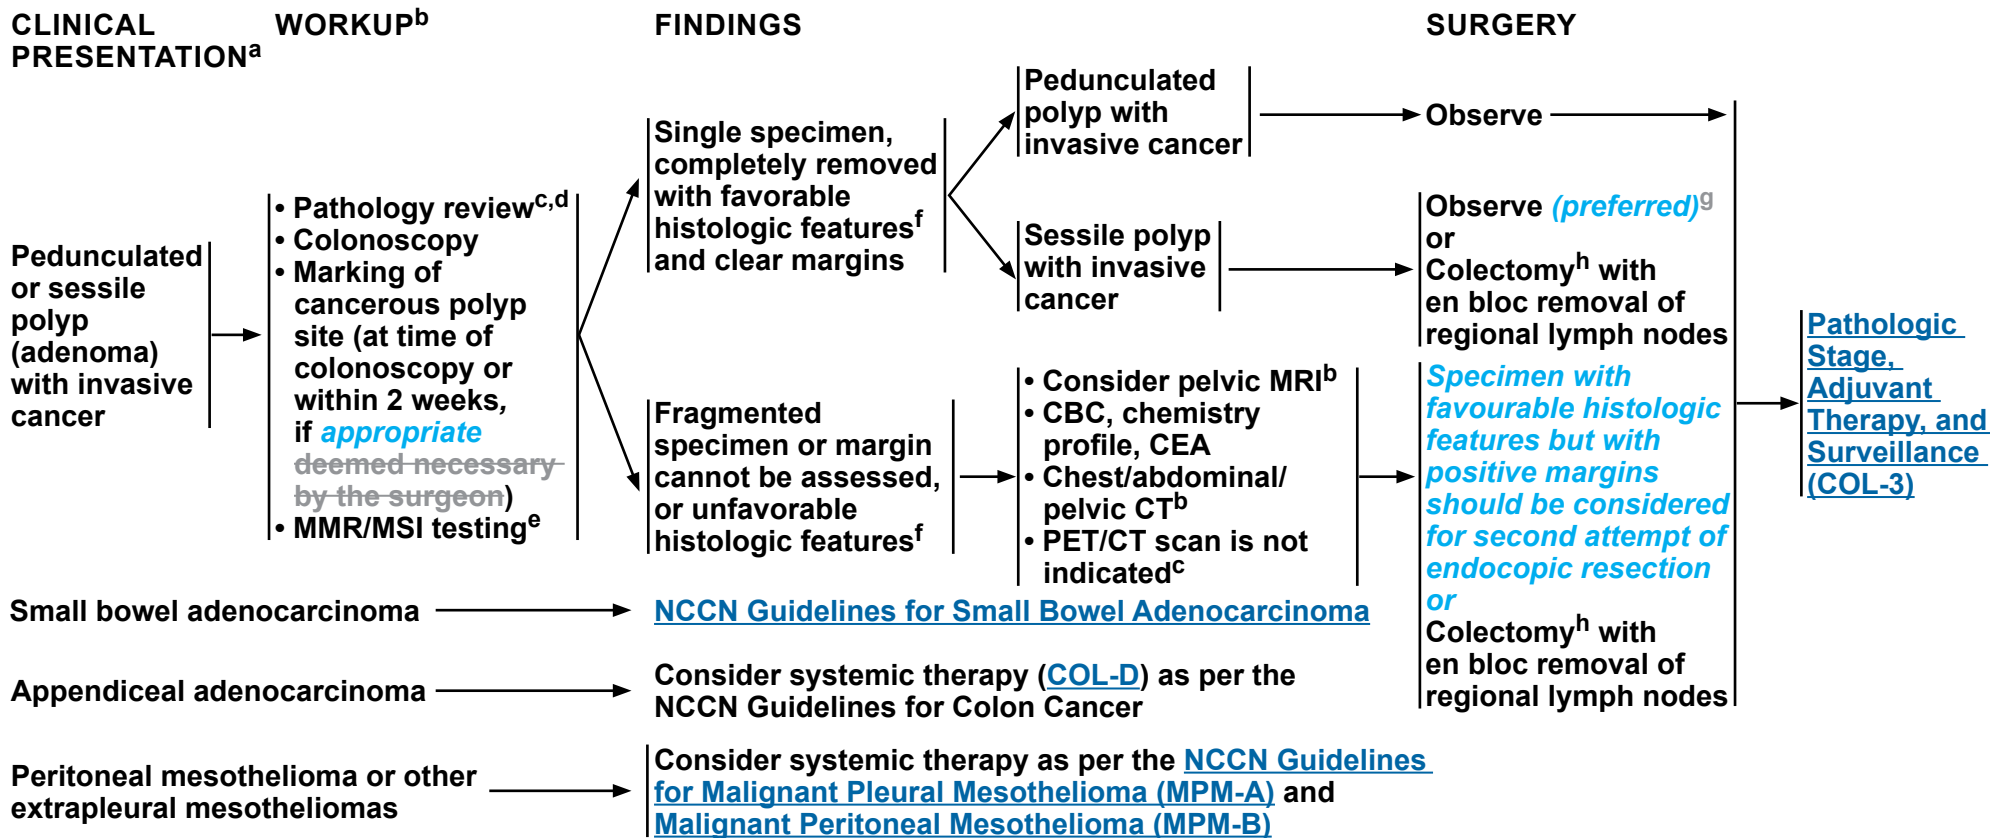 CLINICAL
PRESENTATIONa
WORKUPb
FINDINGS
SURGERY
Pedunculated
or sessile
polyp
(adenoma)
with invasive
cancer
• Pathology reviewc,d
• Colonoscopy
• Marking of
cancerous polyp
site (at time of
colonoscopy or
within 2 weeks,
if appropriate
deemed necessary
by the surgeon)
• MMR/MSI testinge
Single specimen,
completely removed
with favorable
histologic featuresf
and clear margins
Pedunculated
polyp with
invasive cancer
Observe
Sessile polyp
with invasive
cancer
Observe (preferred)g
or
Colectomyh with
en bloc removal of
regional lymph nodes
Fragmented
specimen or margin
cannot be assessed,
or unfavorable
histologic featuresf
• Consider pelvic MRIb
• CBC, chemistry
profile, CEA
• Chest/abdominal/
pelvic CTb
• PET/CT scan is not
indicatedc
Specimen with
favourable histologic
features but with
positive margins
should be considered
for second attempt of
endocopic resection
or
Colectomyh with
en bloc removal of
regional lymph nodes
Pathologic
Stage,
Adjuvant
Therapy, and
Surveillance
(COL-3)
Small bowel adenocarcinoma
NCCN Guidelines for Small Bowel Adenocarcinoma
Appendiceal adenocarcinoma
Consider systemic therapy (COL-D) as per the
NCCN Guidelines for Colon Cancer
Peritoneal mesothelioma or other
extrapleural mesotheliomas
Consider systemic therapy as per the NCCN Guidelines
for Malignant Pleural Mesothelioma (MPM-A) and
Malignant Peritoneal Mesothelioma (MPM-B)